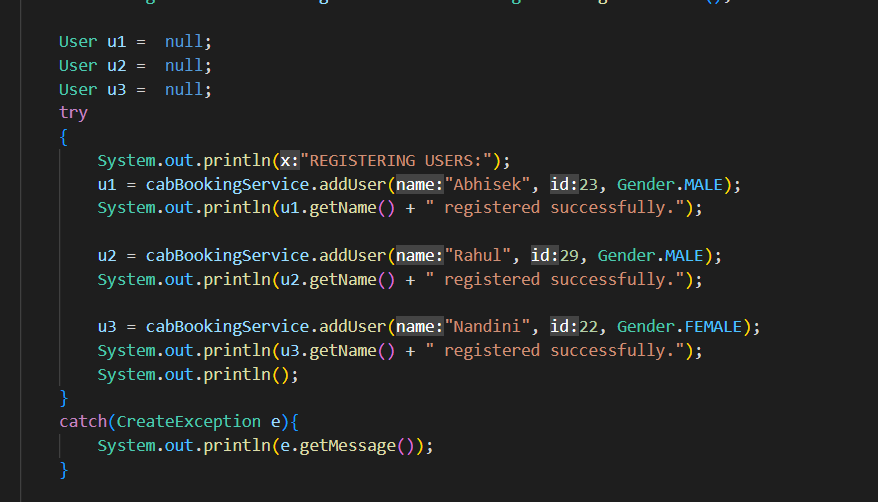 User u1 =  null;
User u2 =  null;
User u3 =  null;
try
{
System.out.println(x:"REGISTERING USERS:");
u1 = cabBookingService.addUser(name:"Abhisek", id:23, Gender.MALE);
System.out.println(u1.getName() + " registered successfully.");
u2 = cabBookingService.addUser(name:"Rahul", id:29, Gender.MALE);
System.out.println(u2.getName() + " registered successfully.");
u3 = cabBookingService.addUser(name:"Nandini", id:22, Gender.FEMALE);
System.out.println(u3.getName() + " registered successfully.");
System.out.println();
}
catch(CreateException e){
System.out.println(e.getMessage());
}